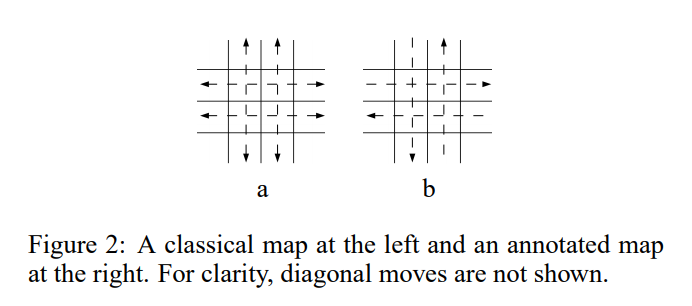 a b
Figure 2: A classical map at the left and an annotated map
at the right. For clarity, diagonal moves are not shown.